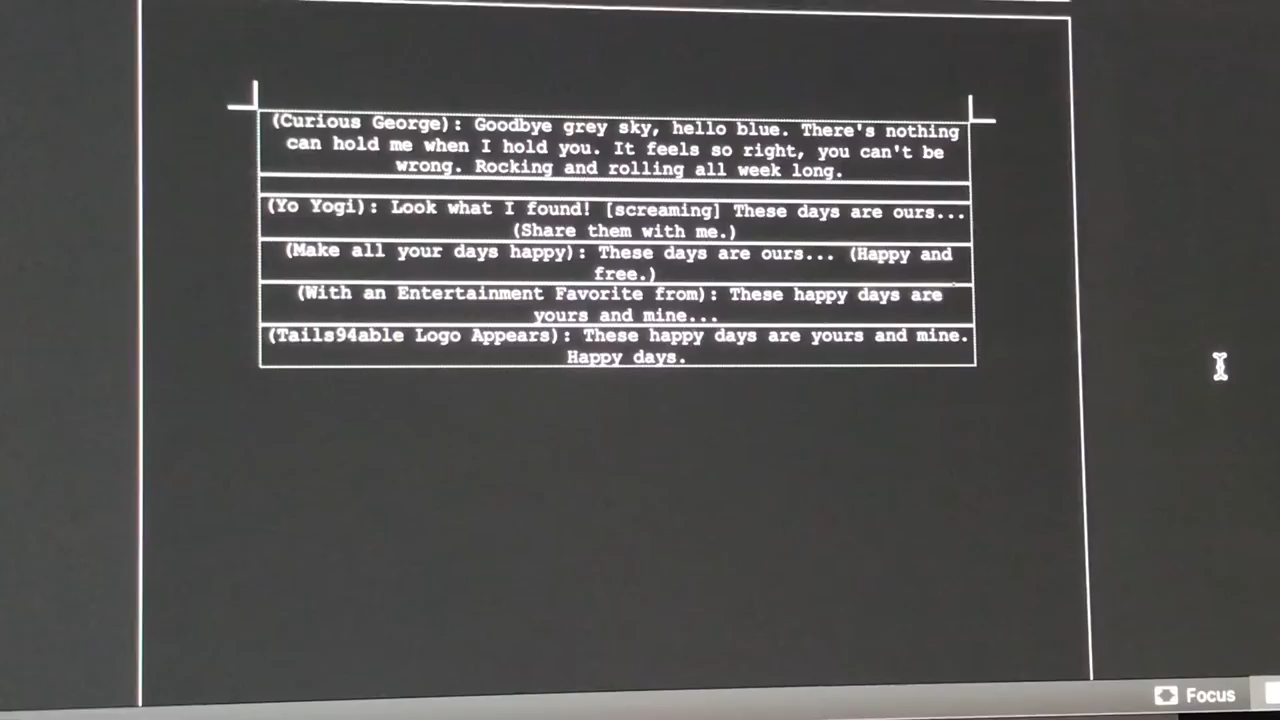 (Curious George): Goodbye grey sky, hello blue. There's nothing
can hold me when I hold you. It feels so right, you can't be
wrong. Rocking and rolling all week long.
(Yo Yogi): Look what I found! [screaming] These days are ours...
(Share them with me.)
(Make all your days happy): These days are ours... (Happy and
free.)
(With an Entertainment Favorite from): These happy days are
yours and mine...
(Tails94able Logo Appears): These happy days are yours and mine.
Happy days.
Focus